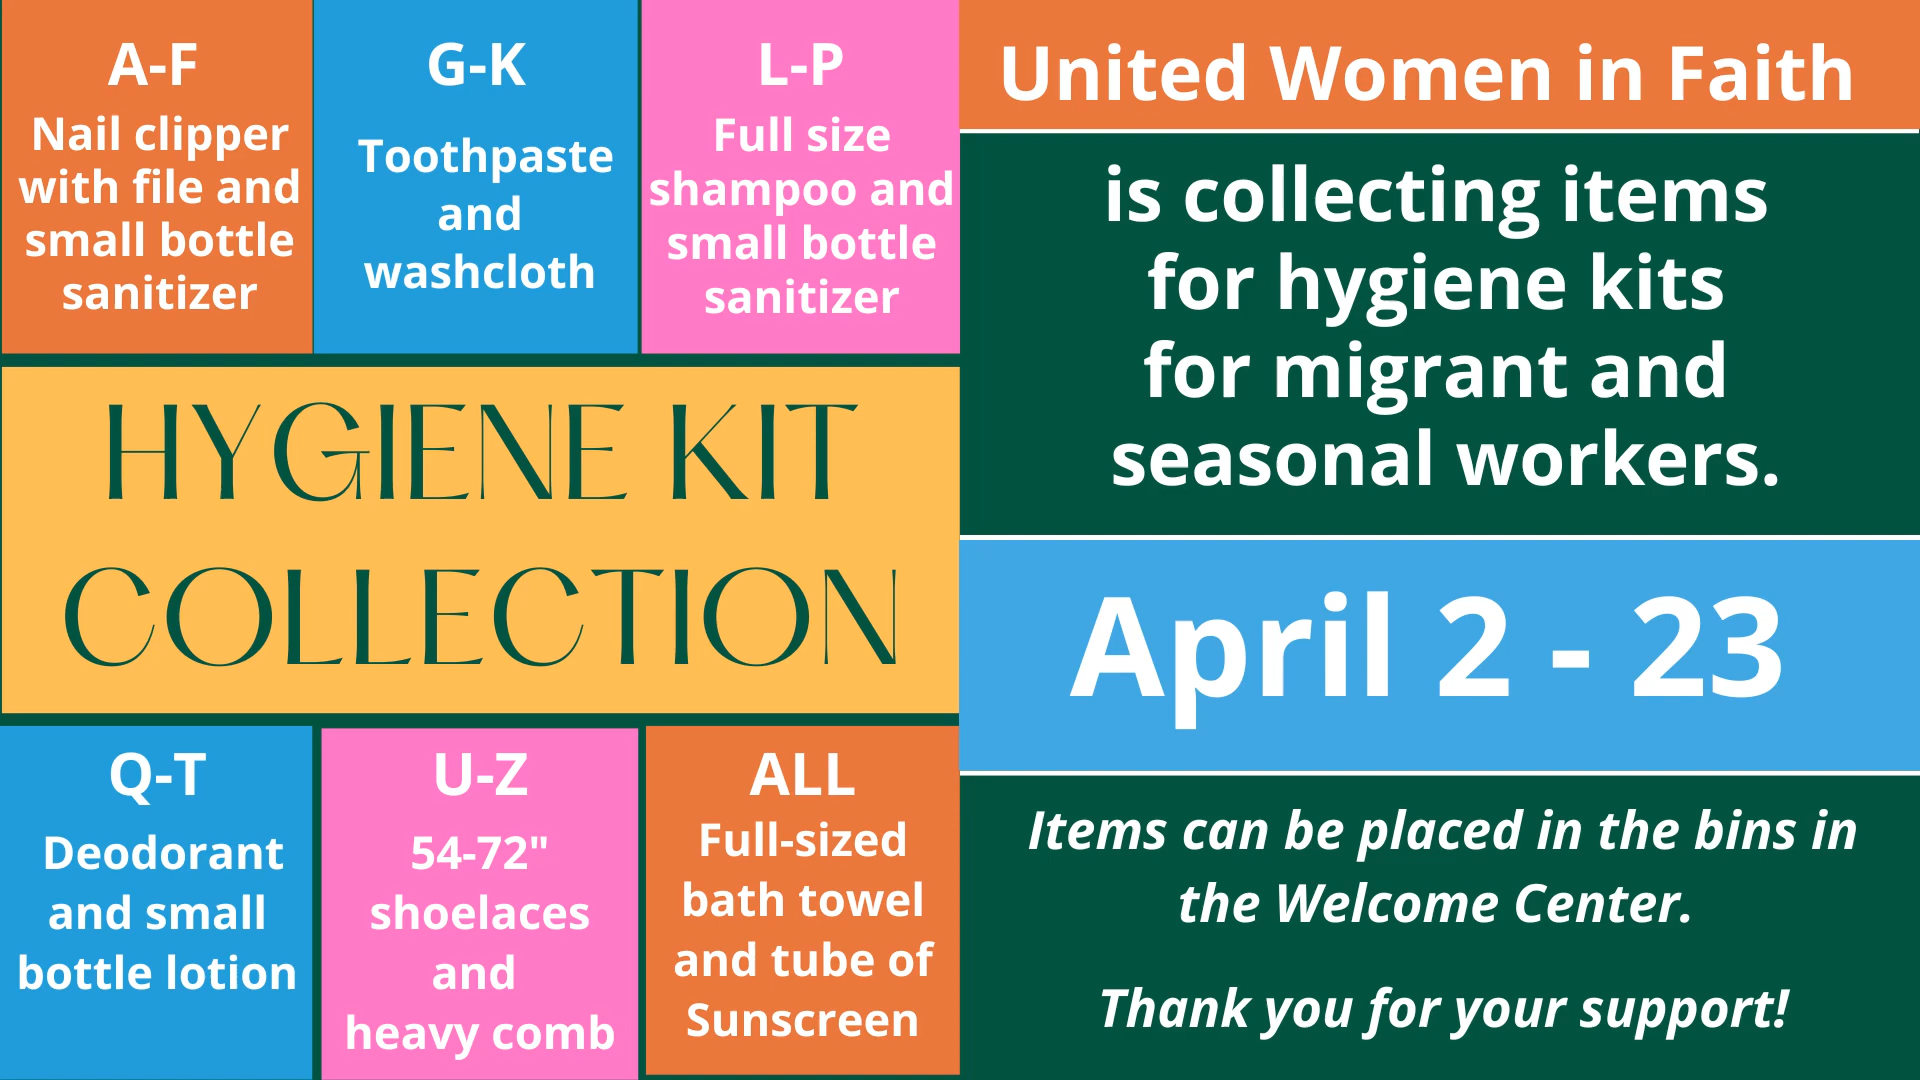 A-F
Nail clipper
with file and
small bottle
sanitizer
G-K
Toothpaste
and
washcloth
L-P
Full size
shampoo and
small bottle
sanitizer
HYGIENE KIT
COLLECTION
Q-T
Deodorant
and small
bottle lotion
U-Z
54-72"
shoelaces
and
heavy comb
ALL
Full-sized
bath towel
and tube of
Sunscreen
United Women in Faith
is collecting items
for hygiene kits
for migrant and
seasonal workers.
April 2 - 23
Items can be placed in the bins in
the Welcome Center.
Thank you for your support!